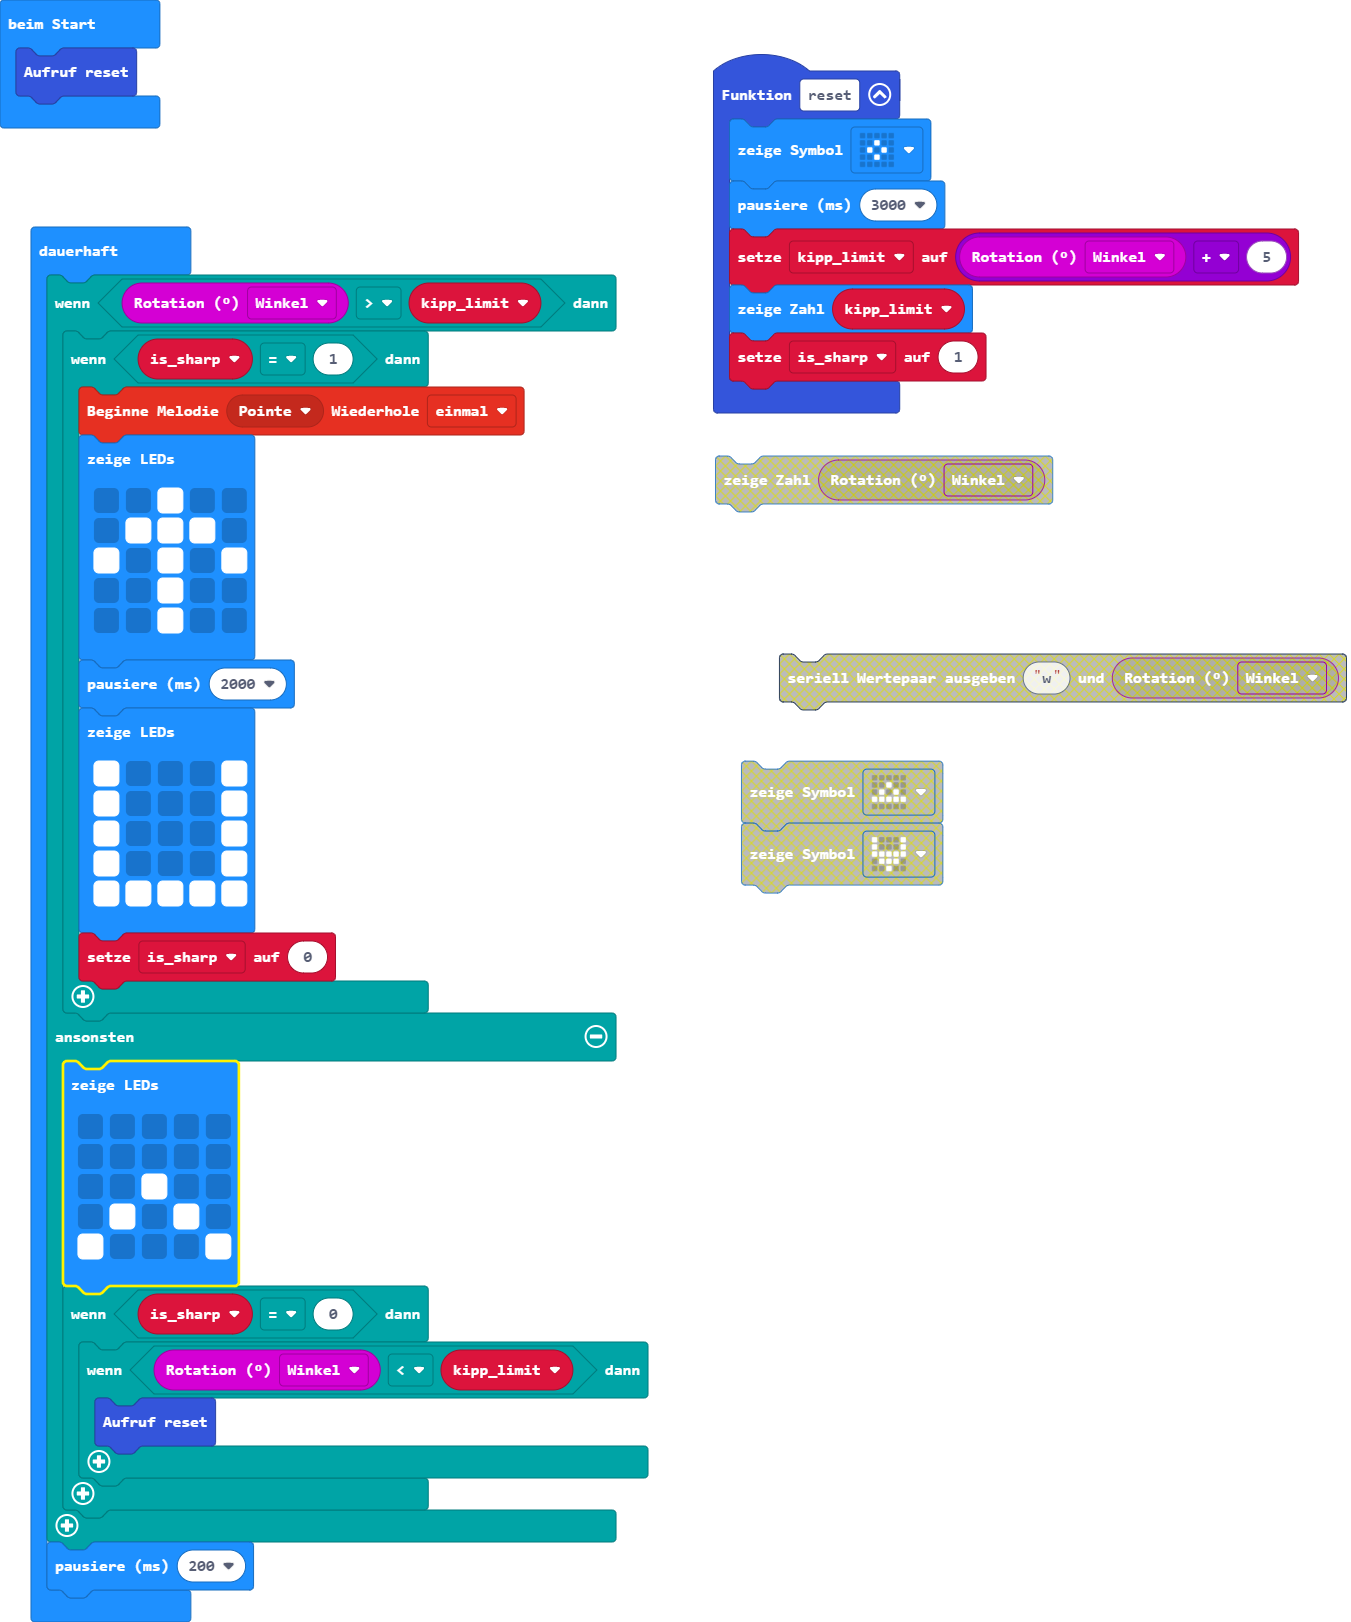 beim Start
Aufruf reset
dauerhaft
wenn Rotation (º) Winkel > kipp_limit dann
wenn is_sharp = 1 dann
Beginne Melodie Pointe Wiederhole einmal
zeige LEDs
pausiere (ms) 2000
zeige LEDs
setze is_sharp auf 0
ansonsten
zeige LEDs
wenn is_sharp = 0 dann
wenn Rotation (º) Winkel < kipp_limit dann
Aufruf reset
pausiere (ms) 200
Funktion reset
zeige Symbol
pausiere (ms) 3000
setze kipp_limit auf Rotation (º) Winkel + 5
zeige Zahl kipp_limit
setze is_sharp auf 1
zeige Zahl Rotation (º) Winkel
seriell Wertepaar ausgeben "w" und Rotation (º) Winkel
zeige Symbol
zeige Symbol